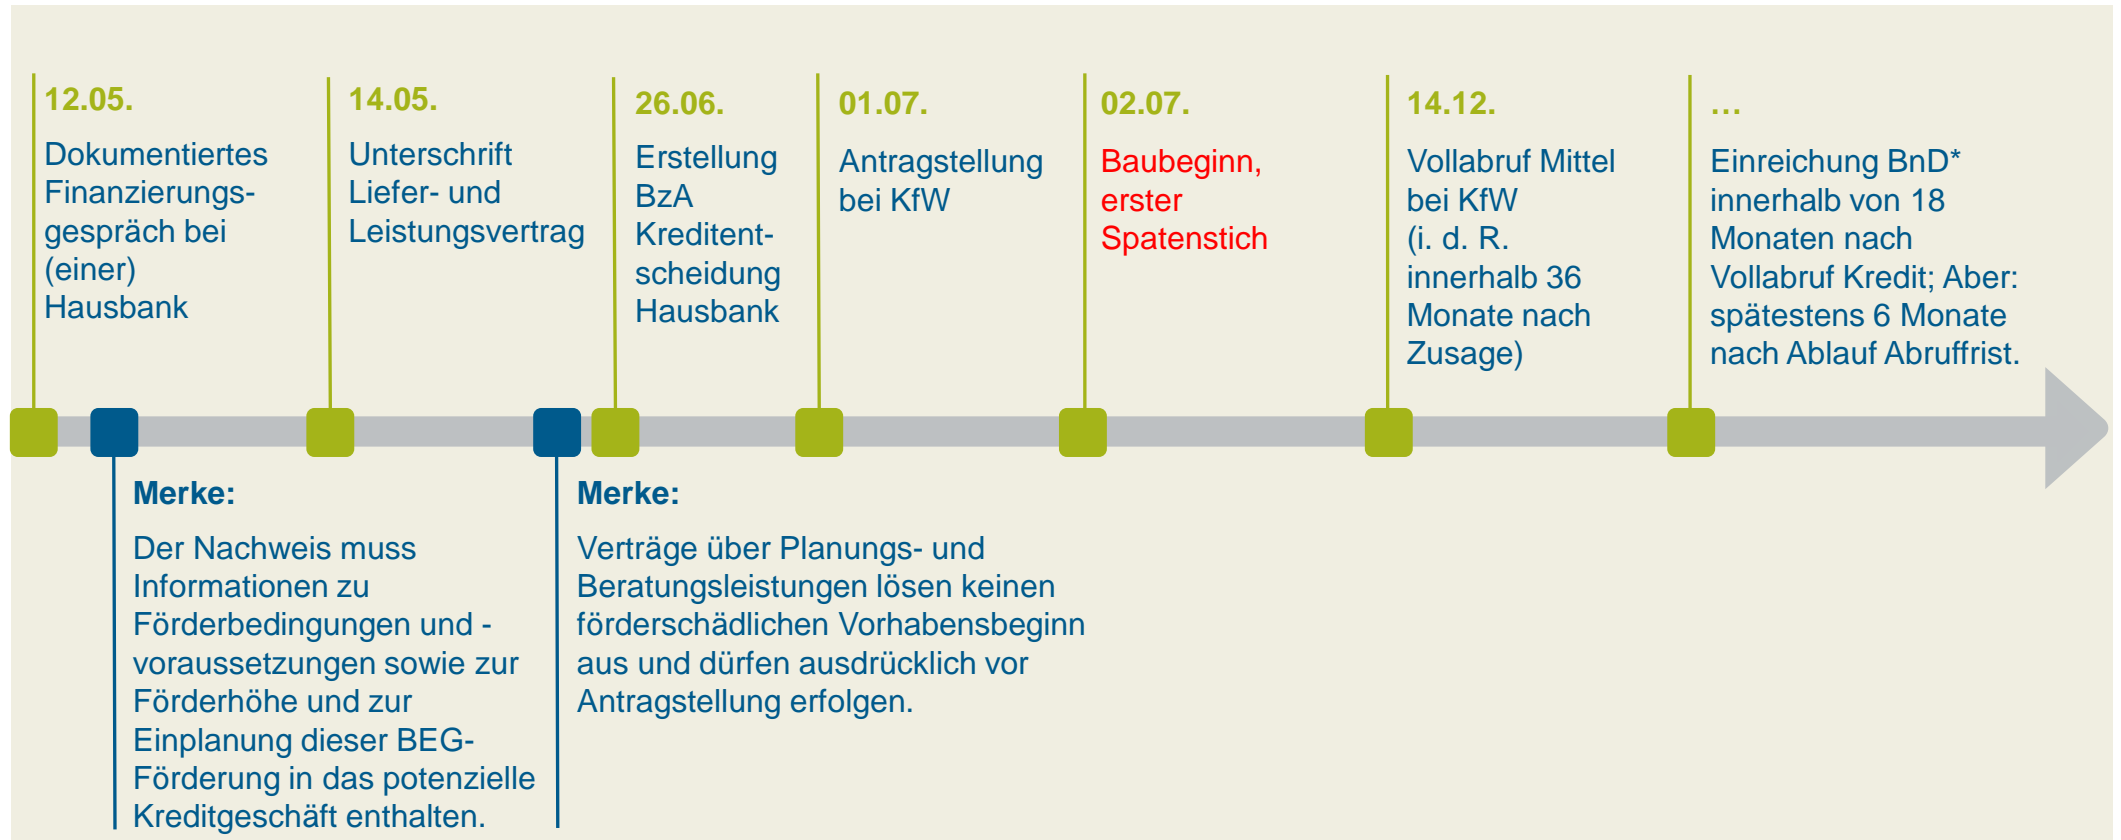 12.05.
Dokumentiertes
Finanzierungs-
gespräch bei
(einer)
Hausbank
14.05.
Unterschrift
Liefer- und
Leistungsvertrag
26.06.
Erstellung
BzA
Kreditent-
scheidung
Hausbank
01.07.
Antragstellung
bei KfW
02.07.
Baubeginn,
erster
Spatenstich
14.12.
Vollabruf Mittel
bei KfW
(i. d. R.
innerhalb 36
Monate nach
Zusage)
…
Einreichung BnD*
innerhalb von 18
Monaten nach
Vollabruf Kredit; Aber:
spätestens 6 Monate
nach Ablauf Abruffrist.
Merke:
Der Nachweis muss
Informationen zu
Förderbedingungen und -
voraussetzungen sowie zur
Förderhöhe und zur
Einplanung dieser BEG-
Förderung in das potenzielle
Kreditgeschäft enthalten.
Merke:
Verträge über Planungs- und
Beratungsleistungen lösen keinen
förderschädlichen Vorhabensbeginn
aus und dürfen ausdrücklich vor
Antragstellung erfolgen.